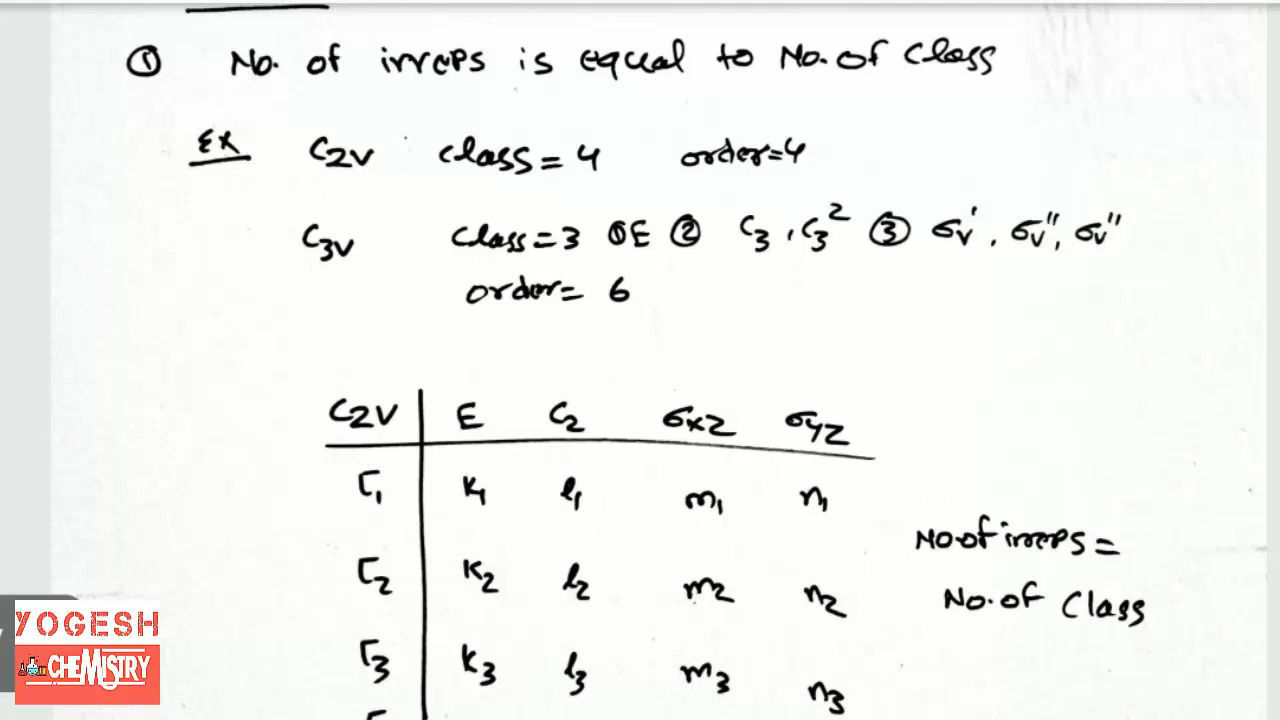 ① No. of irreps is equal to No. of Class
Ex C2v class = 4 order = 4
C3v class = 3 ① E ② C3, C3² ③ σv', σv'', σv''
order = 6
C2v E C2 σxz σyz
Γ1 K1 l1 m1 n1
Γ2 K2 l2 m2 n2
Γ3 K3 l3 m3 n3
No of irreps =
No. of Class
YOGESH
CHEMISTRY